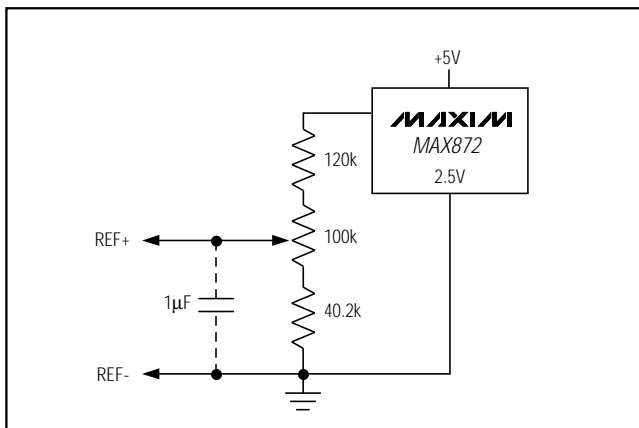 +5V
MAXIM
MAX872
2.5V
120k
100k
REF+
1µF
40.2k
REF-